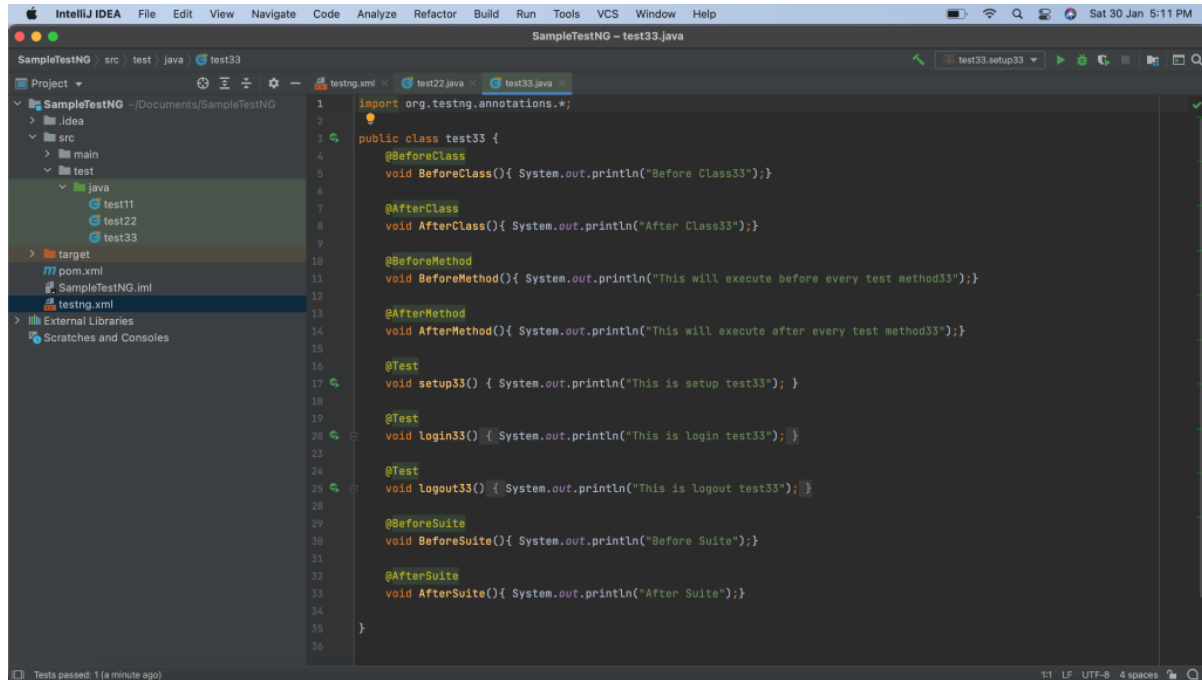 IntelliJ IDEA File Edit View Navigate Code Analyze Refactor Build Run Tools VCS Window Help Sat 30 Jan 5:11 PM
SampleTestNG – test33.java
SampleTestNG src test java test33 test33.setup33
Project testng.xml test22.java test33.java
SampleTestNG ~/Documents/SampleTestNG
.idea
src
main
test
java
test11
test22
test33
target
pom.xml
SampleTestNG.iml
testng.xml
External Libraries
Scratches and Consoles
1 import org.testng.annotations.*;
2
3 public class test33 {
4 @BeforeClass
5 void BeforeClass(){ System.out.println("Before Class33");}
6
7 @AfterClass
8 void AfterClass(){ System.out.println("After Class33");}
9
10 @BeforeMethod
11 void BeforeMethod(){ System.out.println("This will execute before every test method33");}
12
13 @AfterMethod
14 void AfterMethod(){ System.out.println("This will execute after every test method33");}
15
16 @Test
17 void setup33() { System.out.println("This is setup test33"); }
18
19 @Test
20 void login33() { System.out.println("This is login test33"); }
23
24 @Test
25 void logout33() { System.out.println("This is logout test33"); }
28
29 @BeforeSuite
30 void BeforeSuite(){ System.out.println("Before Suite");}
31
32 @AfterSuite
33 void AfterSuite(){ System.out.println("After Suite");}
34
35 }
36
Tests passed: 1 (a minute ago) 1:1 LF UTF-8 4 spaces